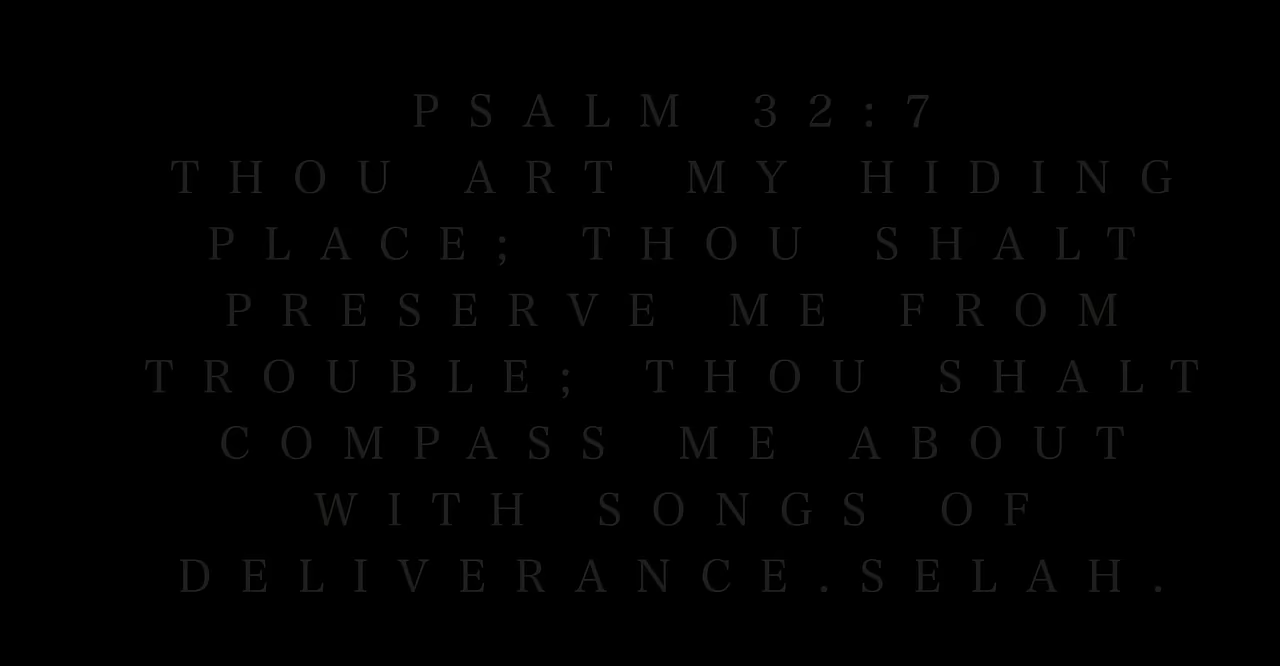 PSALM 32:7
THOU ART MY HIDING
PLACE; THOU SHALT
PRESERVE ME FROM
TROUBLE; THOU SHALT
COMPASS ME ABOUT
WITH SONGS OF
DELIVERANCE.SELAH.